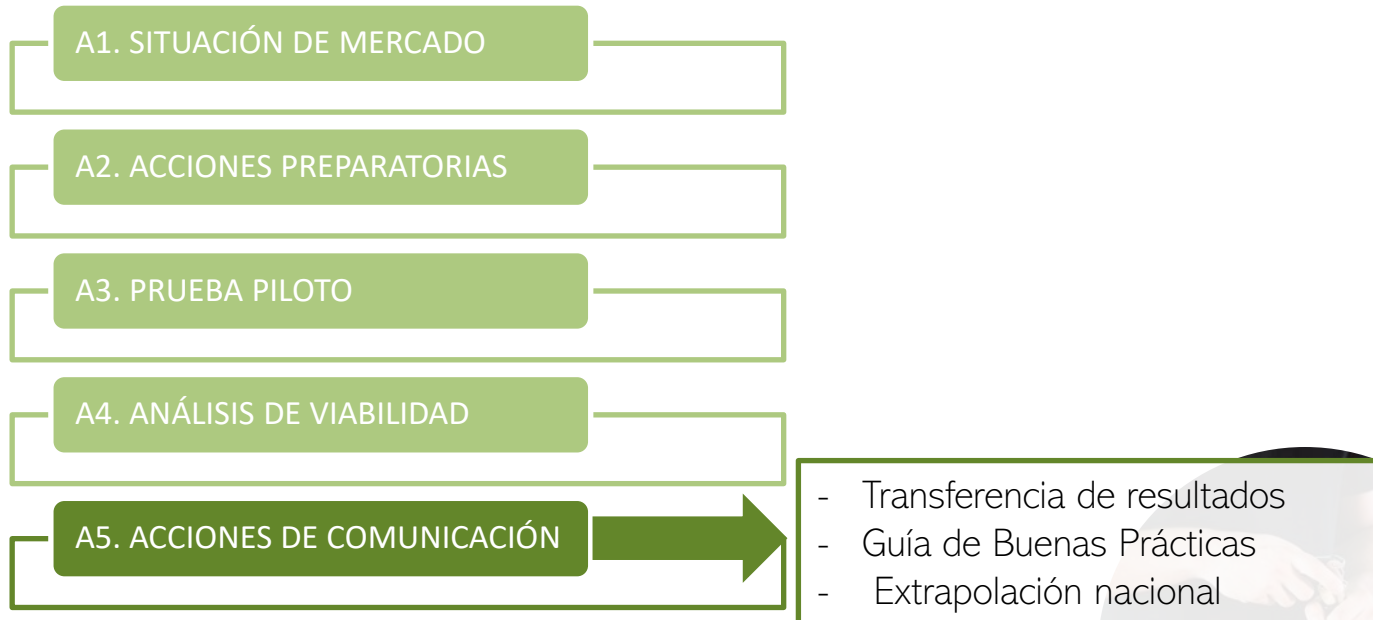 A1. SITUACIÓN DE MERCADO
A2. ACCIONES PREPARATORIAS
A3. PRUEBA PILOTO
A4. ANÁLISIS DE VIABILIDAD
A5. ACCIONES DE COMUNICACIÓN
- Transferencia de resultados
- Guía de Buenas Prácticas
- Extrapolación nacional